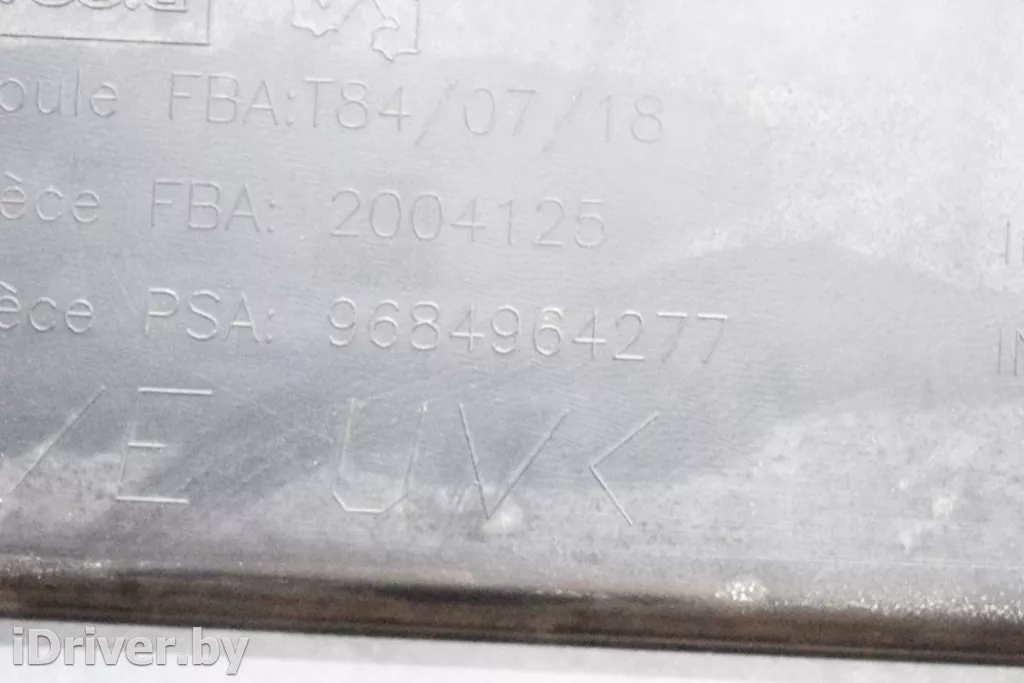 oule FBA:T84/07/18
èce FBA: 2004125
èce PSA: 9684964277
/E UV<
iDriver.by